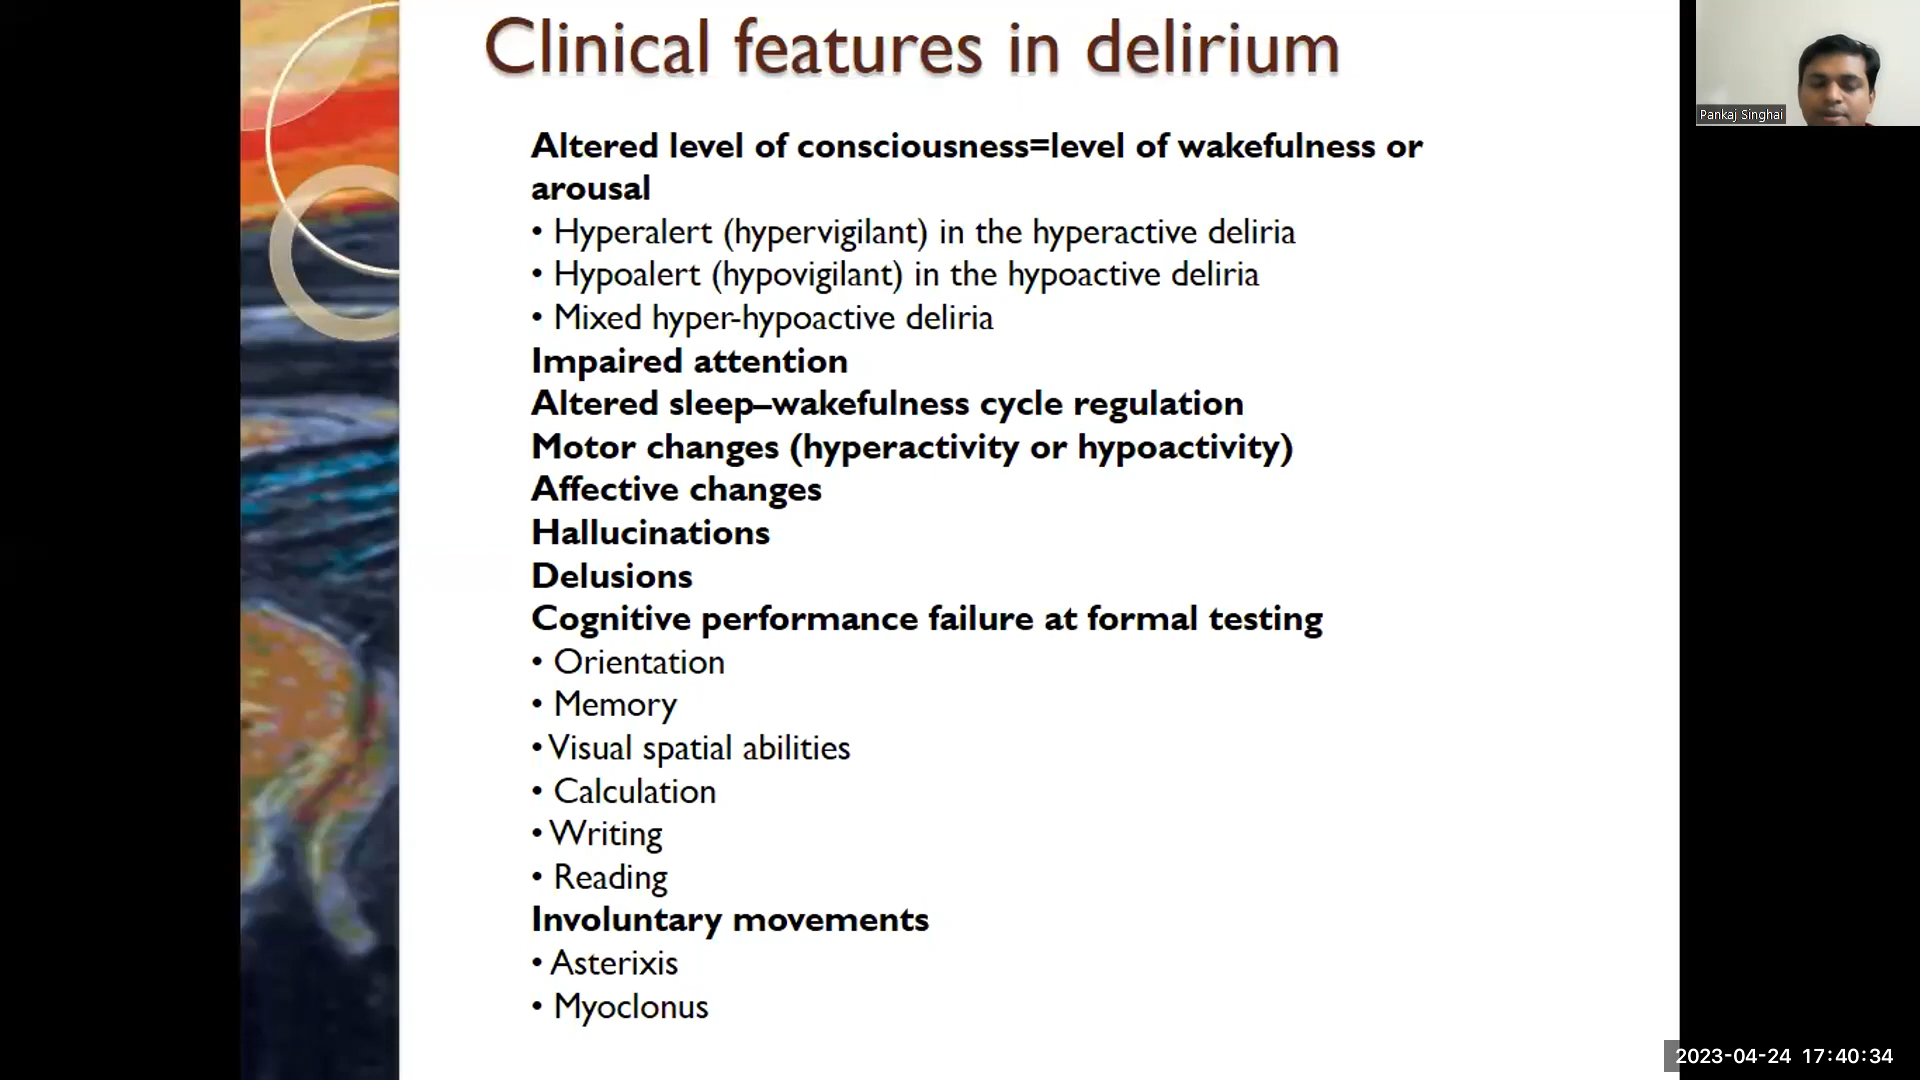 Clinical features in delirium
Pankaj Singhai
Altered level of consciousness=level of wakefulness or
arousal
• Hyperalert (hypervigilant) in the hyperactive deliria
• Hypoalert (hypovigilant) in the hypoactive deliria
• Mixed hyper-hypoactive deliria
Impaired attention
Altered sleep–wakefulness cycle regulation
Motor changes (hyperactivity or hypoactivity)
Affective changes
Hallucinations
Delusions
Cognitive performance failure at formal testing
• Orientation
• Memory
• Visual spatial abilities
• Calculation
• Writing
• Reading
Involuntary movements
• Asterixis
• Myoclonus
2023-04-24 17:40:34